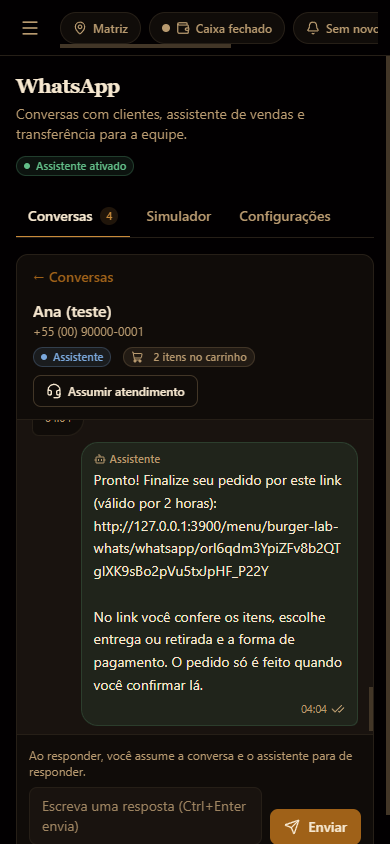 Matriz
Caixa fechado
Sem novo
WhatsApp
Conversas com clientes, assistente de vendas e
transferência para a equipe.
Assistente ativado
Conversas 4
Simulador
Configurações
← Conversas
Ana (teste)
+55 (00) 90000-0001
Assistente
2 itens no carrinho
Assumir atendimento
Assistente
Pronto! Finalize seu pedido por este link
(válido por 2 horas):
http://127.0.0.1:3900/menu/burger-lab-
whats/whatsapp/orl6qdm3YpiZFv8b2QT
glXK9sBo2pVu5txJpHF_P22Y
No link você confere os itens, escolhe
entrega ou retirada e a forma de
pagamento. O pedido só é feito quando
você confirmar lá.
04:04
Ao responder, você assume a conversa e o assistente para de
responder.
Escreva uma resposta (Ctrl+Enter
envia)
Enviar